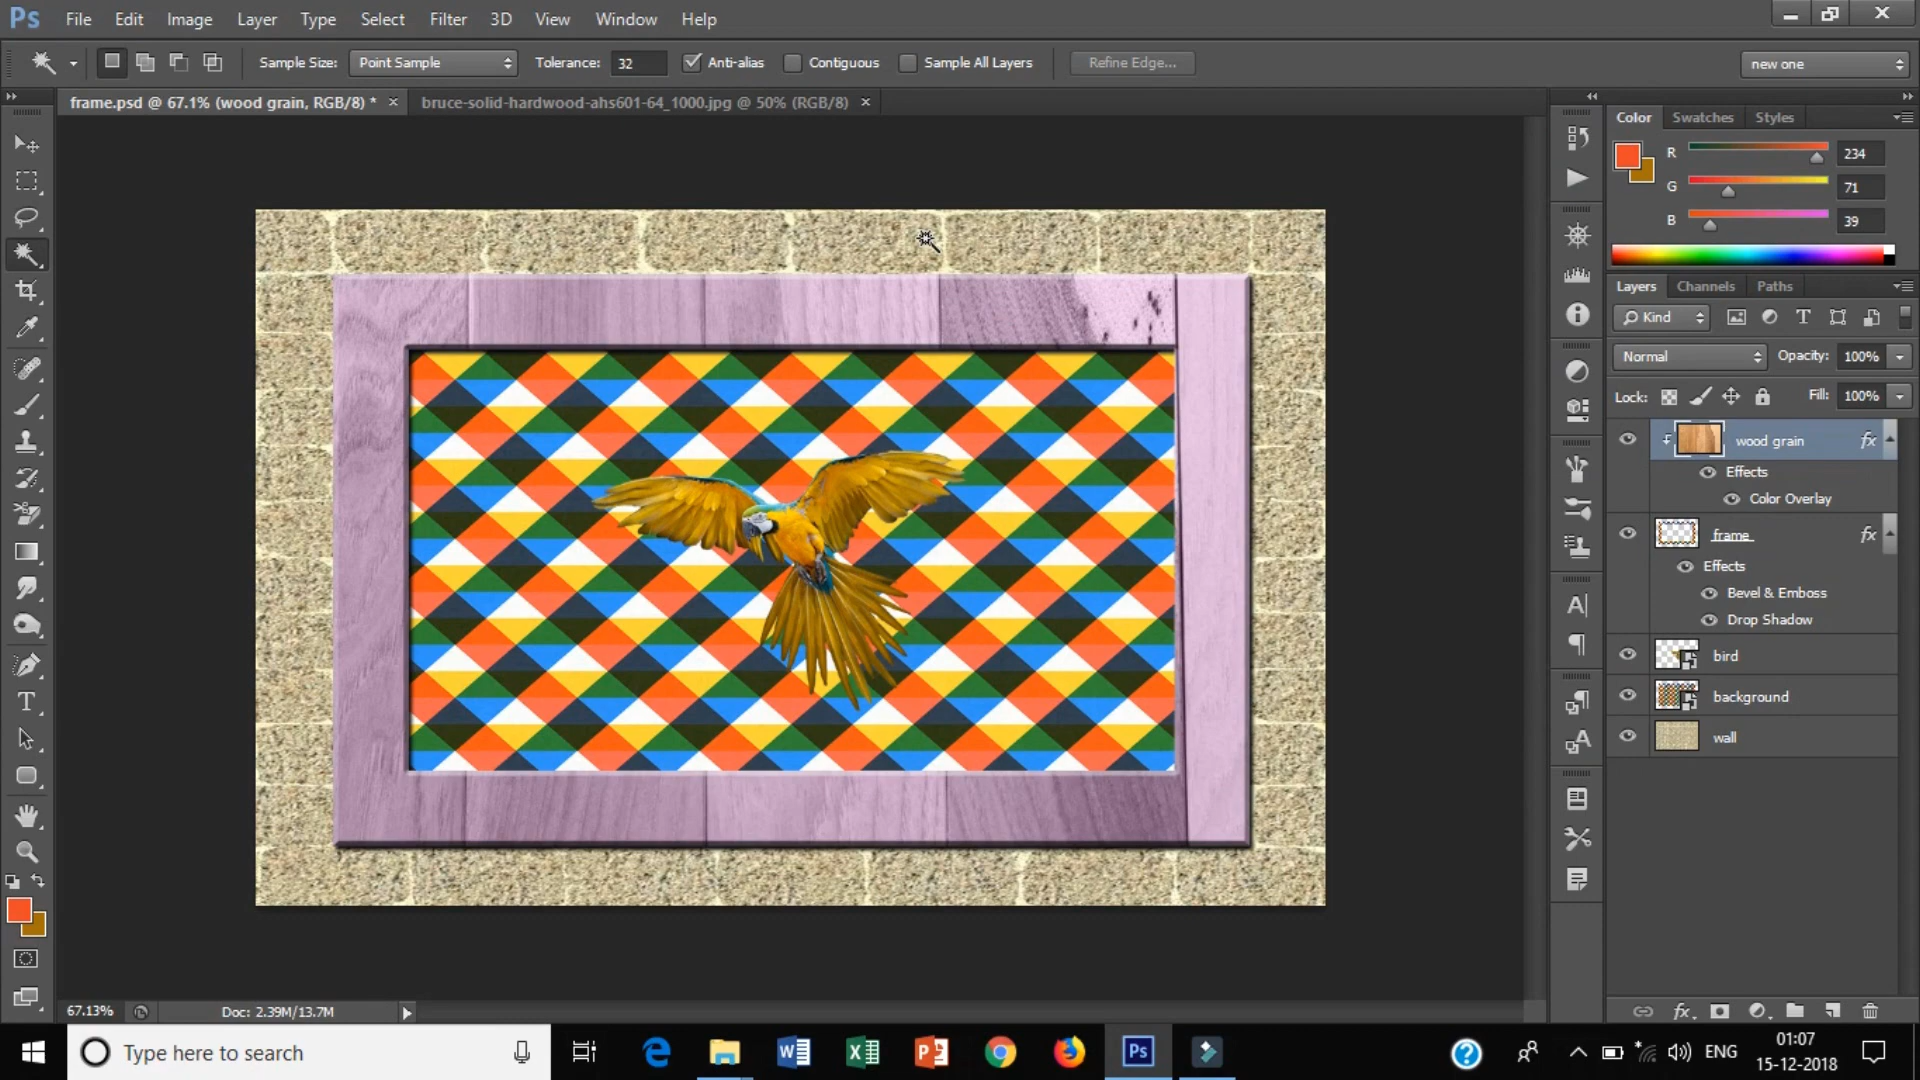 Ps File Edit Image Layer Type Select Filter 3D View Window Help
Sample Size: Point Sample Tolerance: 32 Anti-alias Contiguous Sample All Layers Refine Edge... new one
frame.psd @ 67.1% (wood grain, RGB/8) * × bruce-solid-hardwood-ahs601-64_1000.jpg @ 50% (RGB/8) ×
Color Swatches Styles
R 234
G 71
B 39
Layers Channels Paths
Kind
Normal Opacity: 100%
Lock: Fill: 100%
wood grain fx
Effects
Color Overlay
frame fx
Effects
Bevel & Emboss
Drop Shadow
bird
background
wall
67.13% Doc: 2.39M/13.7M
Type here to search
Ps
ENG
01:07
15-12-2018